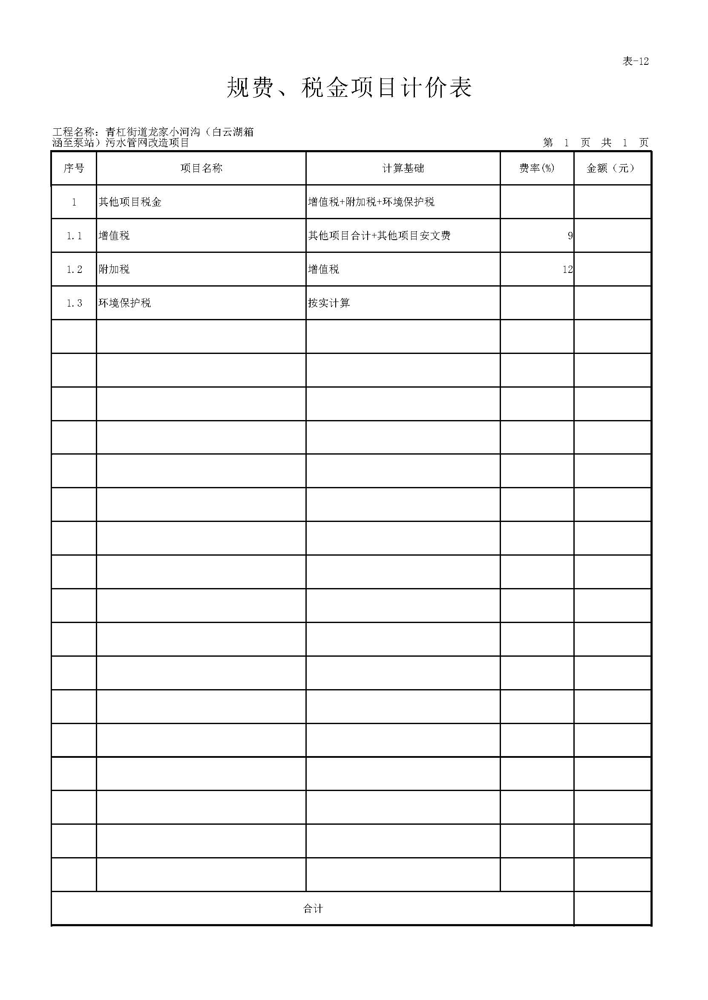 表-12
规费、税金项目计价表
工程名称：青杠街道龙家小河沟（白云湖箱
涵至泵站）污水管网改造项目
第 1 页 共 1 页
序号 项目名称 计算基础 费率(%) 金额（元）
1 其他项目税金 增值税+附加税+环境保护税
1.1 增值税 其他项目合计+其他项目安文费 9
1.2 附加税 增值税 12
1.3 环境保护税 按实计算
合计